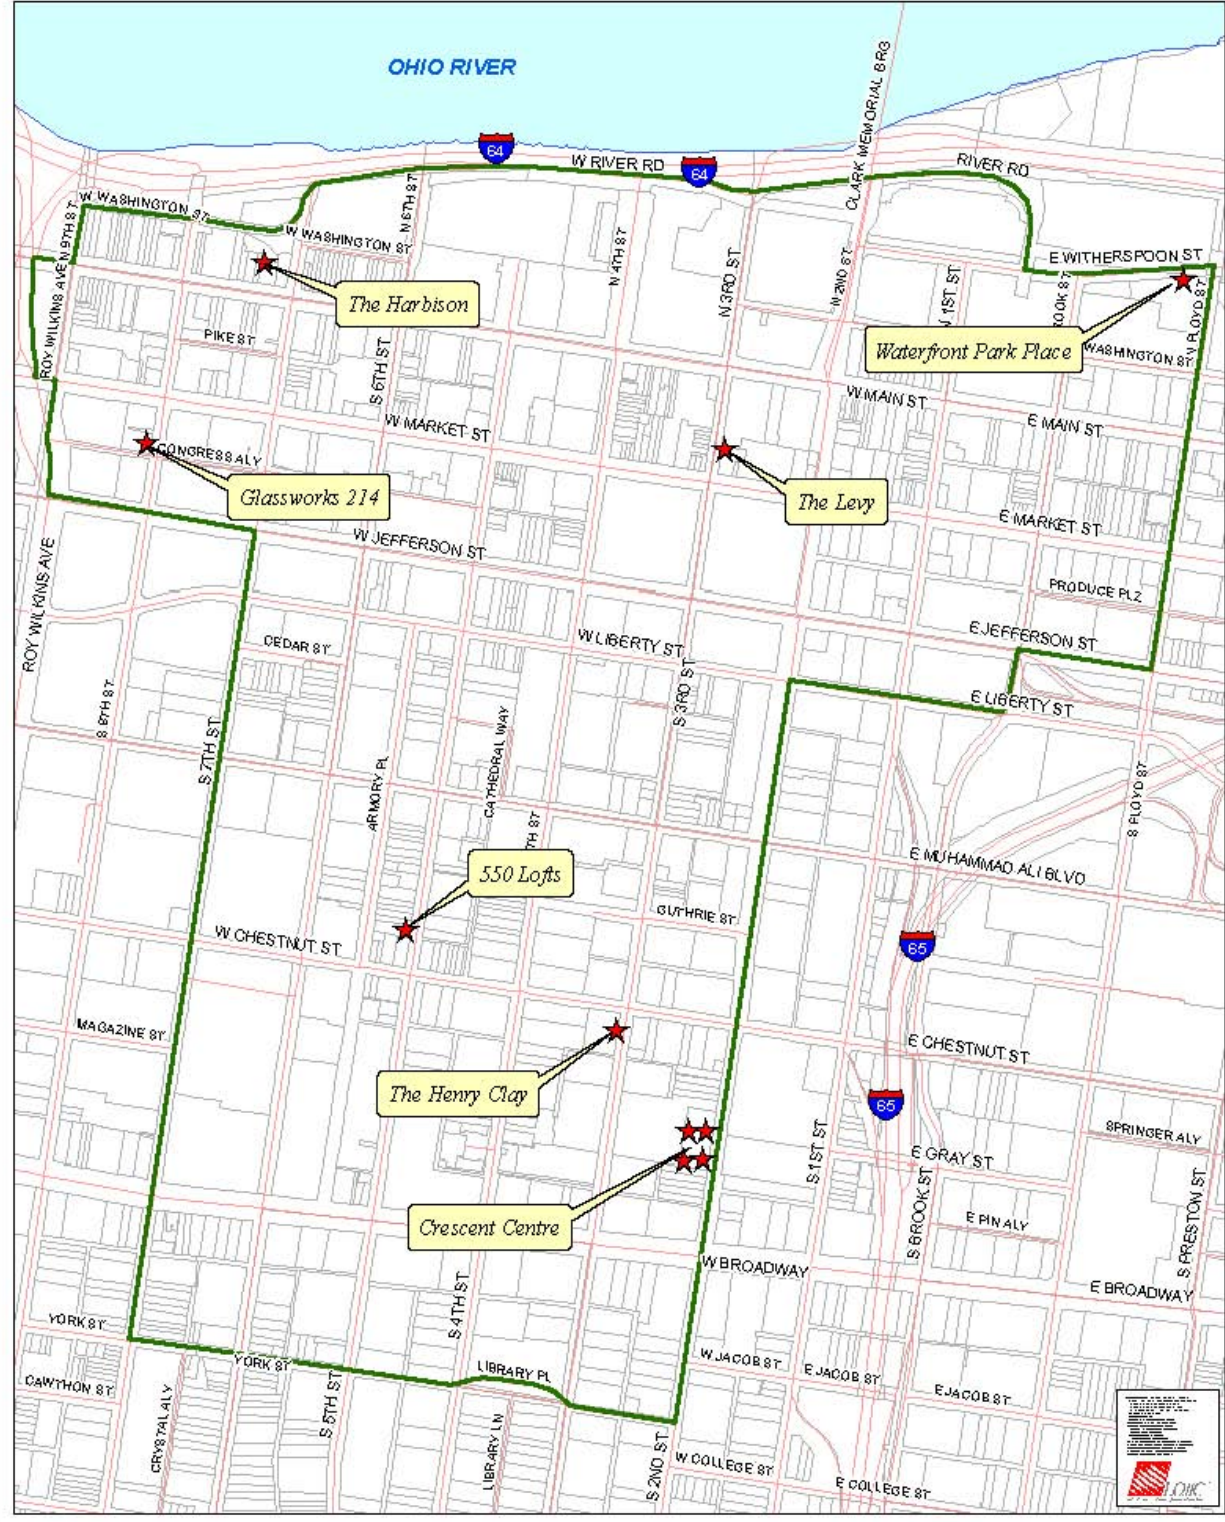 OHIO RIVER
CLARK MEMORIAL BRG
64
W RIVER RD
64
RIVER RD
W WASHINGTON ST
N 9TH ST
N 6TH ST
W WASHINGTON ST
N 4TH ST
N 3RD ST
N 2ND ST
N 1ST ST
E WITHERSPOON ST
N FLOYD ST
The Harbison
ROY WILKINS AVE
PIKE ST
S 6TH ST
Waterfront Park Place
WASHINGTON ST
W MAIN ST
E MAIN ST
W MARKET ST
CONGRESS ALY
Glassworks 214
The Levy
E MARKET ST
W JEFFERSON ST
ROY WILKINS AVE
PRODUCE PLZ
E JEFFERSON ST
W LIBERTY ST
CEDAR ST
S 3RD ST
E LIBERTY ST
S 8TH ST
S 7TH ST
ARMORY PL
CATHEDRAL WAY
S FLOYD ST
E MUHAMMAD ALI BLVD
550 Lofts
GUTHRIE ST
W CHESTNUT ST
65
MAGAZINE ST
E CHESTNUT ST
The Henry Clay
65
S 1ST ST
SPRINGER ALY
E GRAY ST
S BROOK ST
S PRESTON ST
Crescent Centre
E PIN ALY
W BROADWAY
E BROADWAY
S 4TH ST
YORK ST
YORK ST
LIBRARY PL
W JACOB ST
E JACOB ST
E JACOB ST
CAWTHON ST
CRYSTAL ALY
S 5TH ST
LIBRARY LN
S 2ND ST
W COLLEGE ST
E COLLEGE ST